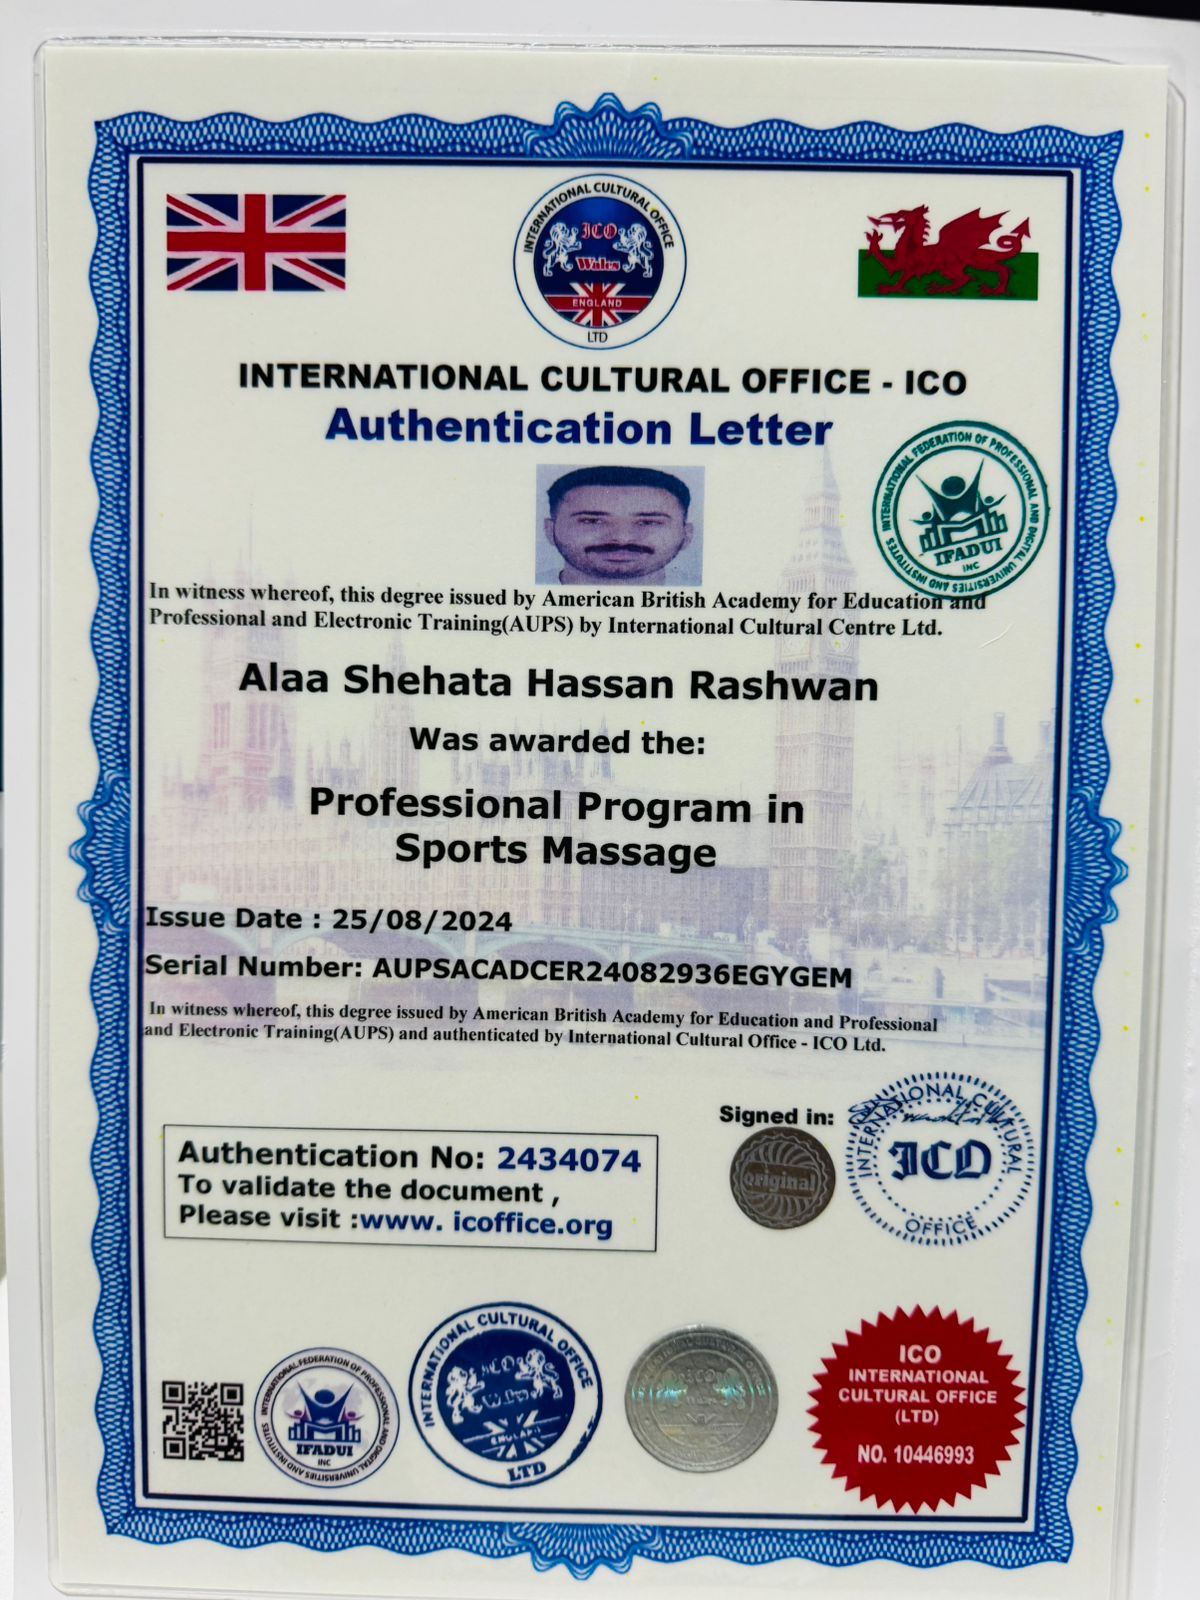 INTERNATIONAL CULTURAL OFFICE
ICO
Wales
ENGLAND
LTD
INTERNATIONAL CULTURAL OFFICE - ICO
Authentication Letter
INTERNATIONAL FEDERATION OF PROFESSIONAL AND DIGITAL UNIVERSITIES AND INSTITUTES
IFADUI
INC
In witness whereof, this degree issued by American British Academy for Education and
Professional and Electronic Training(AUPS) by International Cultural Centre Ltd.
Alaa Shehata Hassan Rashwan
Was awarded the:
Professional Program in
Sports Massage
Issue Date : 25/08/2024
Serial Number: AUPSACADCER24082936EGYGEM
In witness whereof, this degree issued by American British Academy for Education and Professional
and Electronic Training(AUPS) and authenticated by International Cultural Office - ICO Ltd.
Signed in:
original
INTERNATIONAL CULTURAL
ICO
OFFICE
Authentication No: 2434074
To validate the document ,
Please visit :www. icoffice.org
INTERNATIONAL FEDERATION OF PROFESSIONAL AND DIGITAL UNIVERSITIES AND INSTITUTES
IFADUI
INC
INTERNATIONAL CULTURAL OFFICE
ICO
Wales
ENGLAND
LTD
ICO
INTERNATIONAL
CULTURAL OFFICE
(LTD)
NO. 10446993